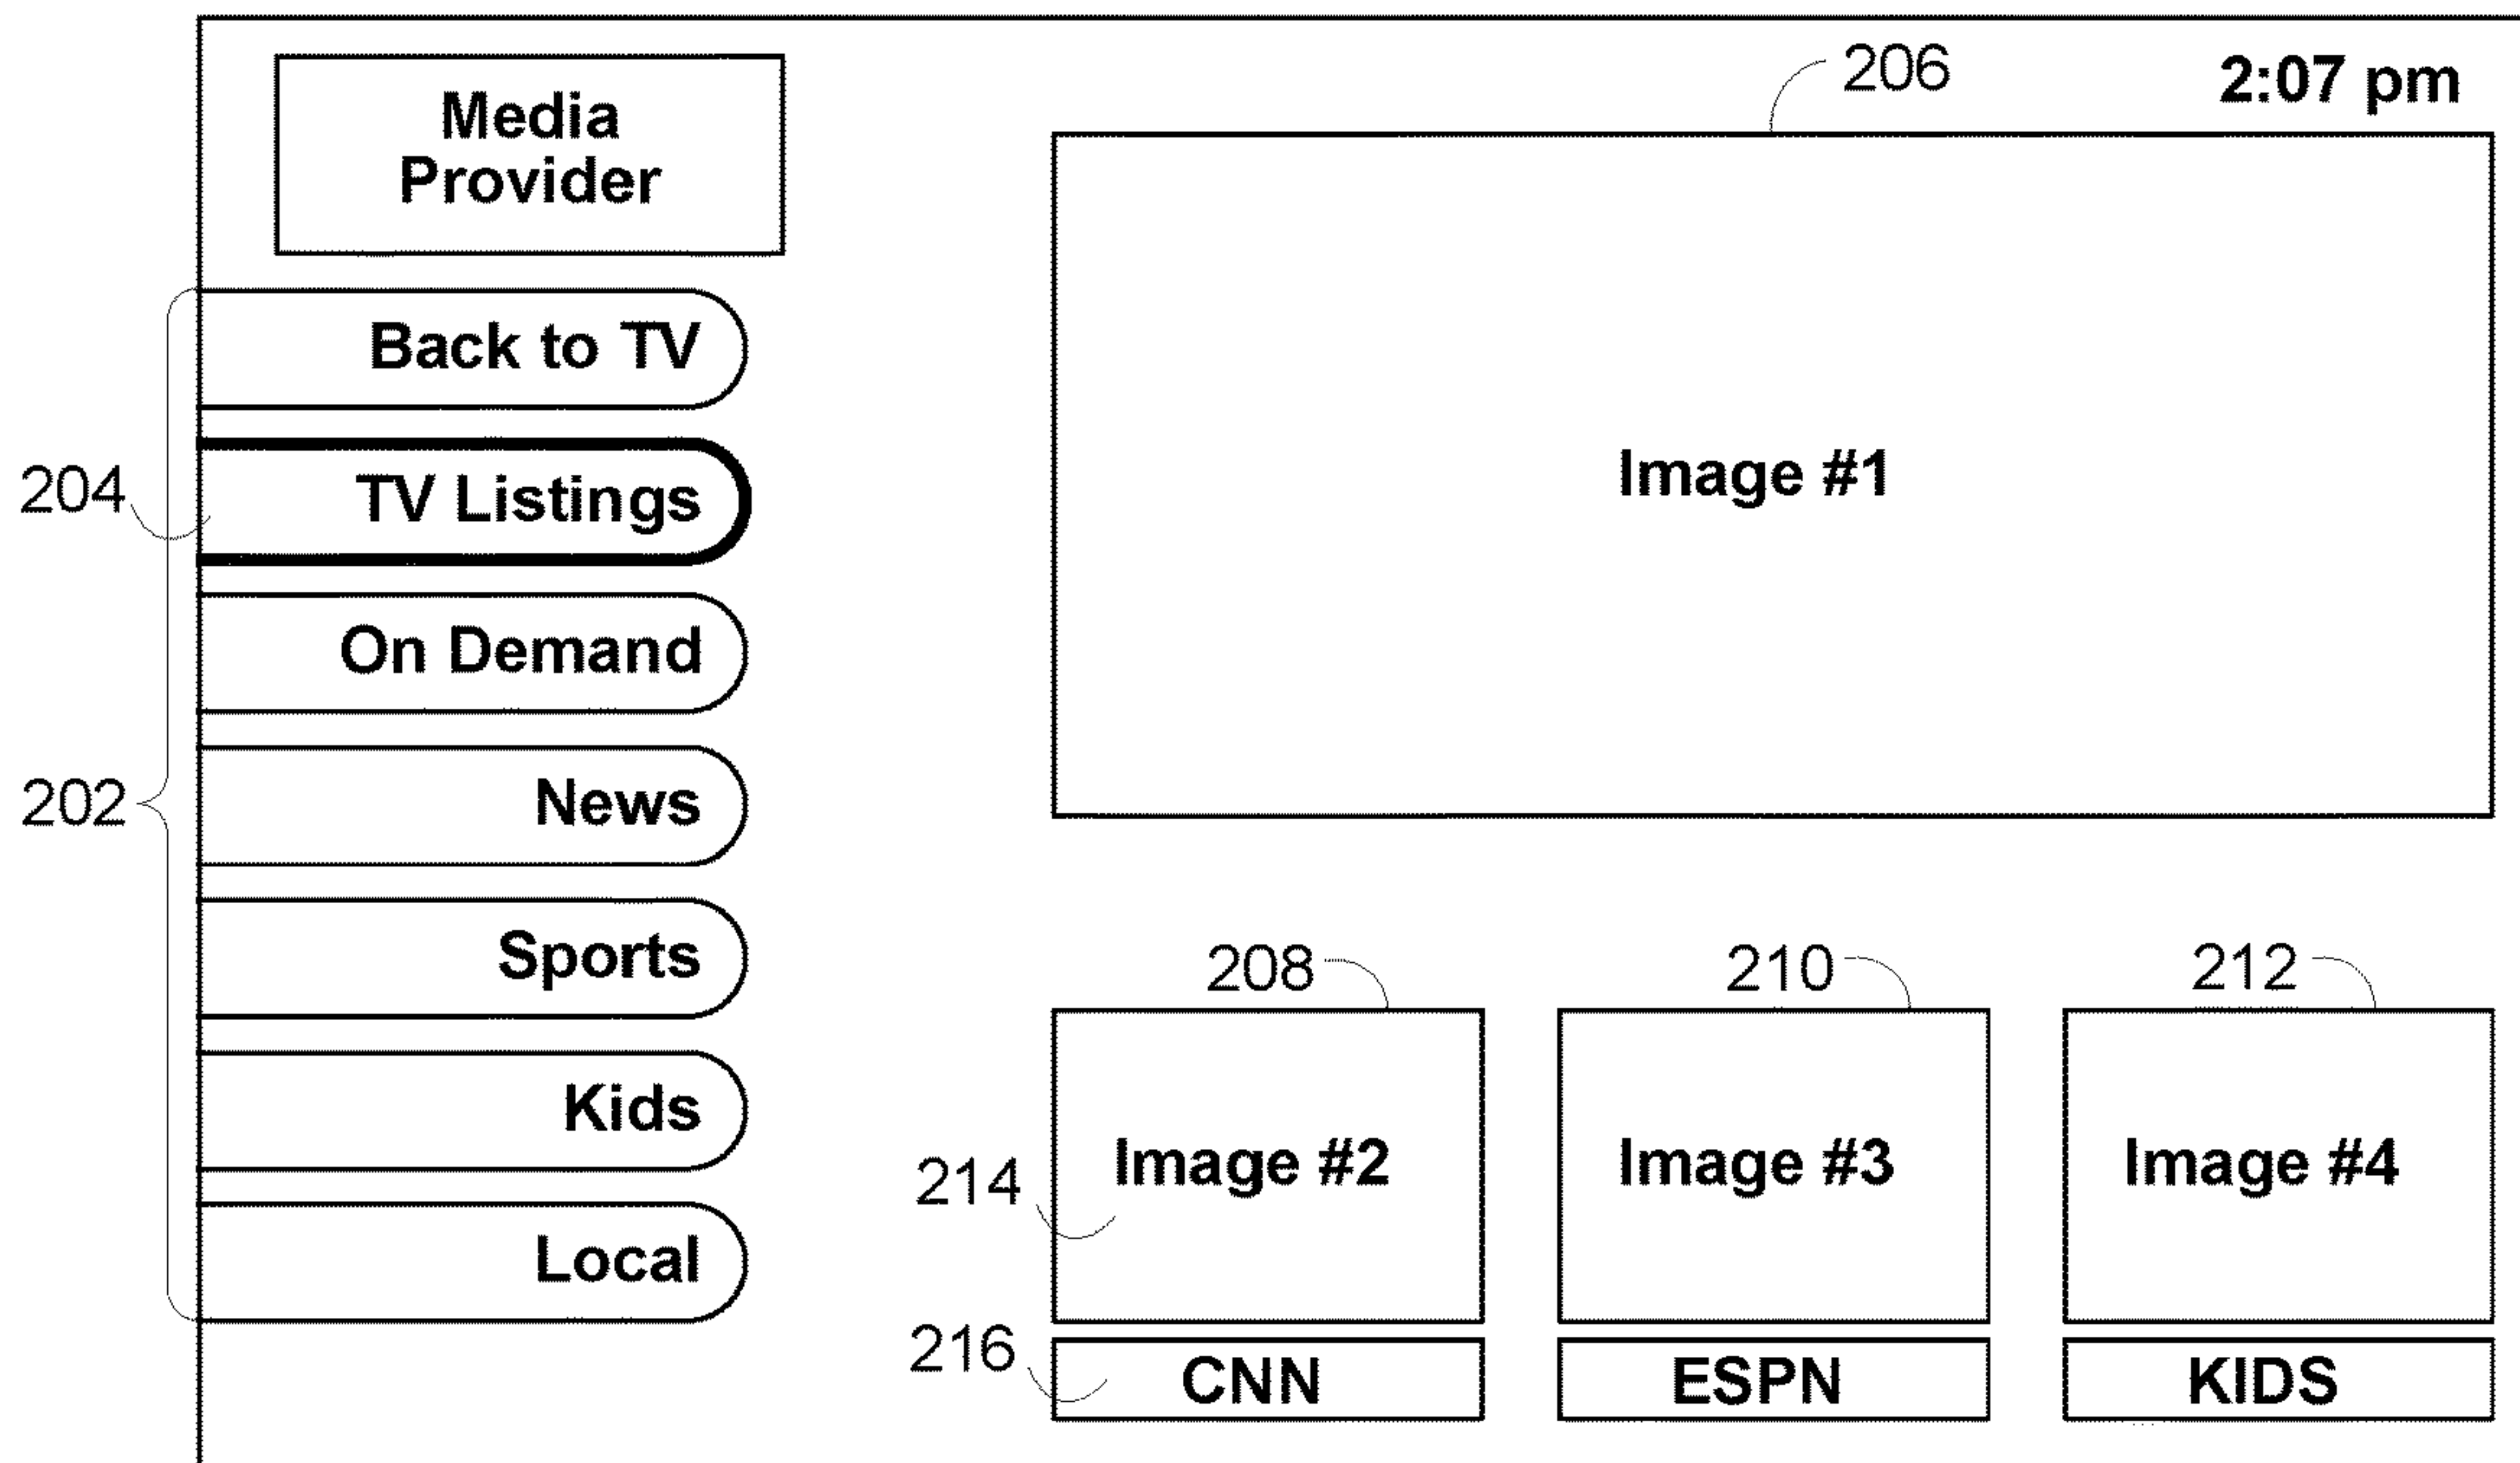 206
2:07 pm
Media
Provider
Back to TV
204
TV Listings
Image #1
On Demand
202
News
Sports
208
210
212
Kids
214
Image #2
Image #3
Image #4
Local
216
CNN
ESPN
KIDS